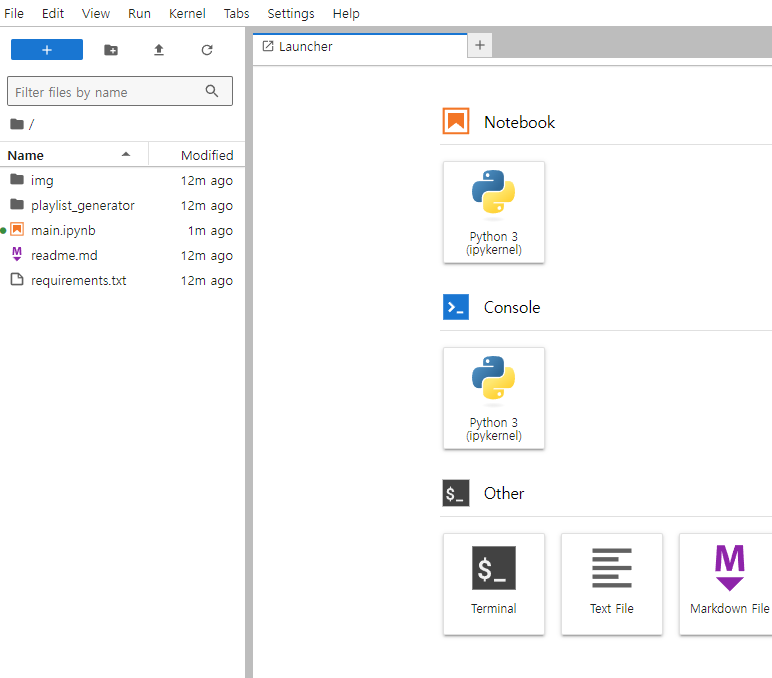 File Edit View Run Kernel Tabs Settings Help
+
Launcher
+
Filter files by name
/
Name Modified
img 12m ago
playlist_generator 12m ago
main.ipynb 1m ago
M readme.md 12m ago
requirements.txt 12m ago
Notebook
Python 3
(ipykernel)
>_ Console
Python 3
(ipykernel)
$_ Other
$_
Terminal
Text File
M
Markdown File